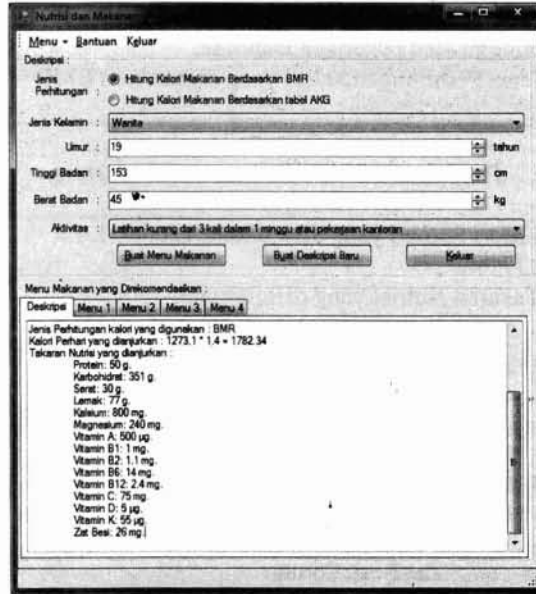 Nutrisi dan Makanan
Menu Bantuan Keluar
Deskripsi :
Jenis Perhitungan : Hitung Kalori Makanan Berdasarkan BMR
Hitung Kalori Makanan Berdasarkan tabel AKG
Jenis Kelamin : Wanita
Umur : 19 tahun
Tinggi Badan : 153 cm
Berat Badan : 45 kg
Aktivitas : Latihan kurang dari 3 kali dalam 1 minggu atau pekerjaan kantoran
Buat Menu Makanan Buat Deskripsi Baru Keluar
Menu Makanan yang Direkomendasikan :
Deskripsi Menu 1 Menu 2 Menu 3 Menu 4
Jenis Perhitungan kalori yang digunakan : BMR
Kalori Perhari yang dianjurkan : 1273.1 * 1.4 = 1782.34
Takaran Nutrisi yang dianjurkan :
Protein: 50 g.
Karbohidrat: 351 g.
Serat: 30 g.
Lemak: 77 g.
Kalsium: 800 mg.
Magnesium: 240 mg.
Vitamin A: 500 µg.
Vitamin B1: 1 mg.
Vitamin B2: 1.1 mg.
Vitamin B6: 14 mg.
Vitamin B12: 2.4 mg.
Vitamin C: 75 mg.
Vitamin D: 5 µg.
Vitamin K: 55 µg.
Zat Besi: 26 mg.